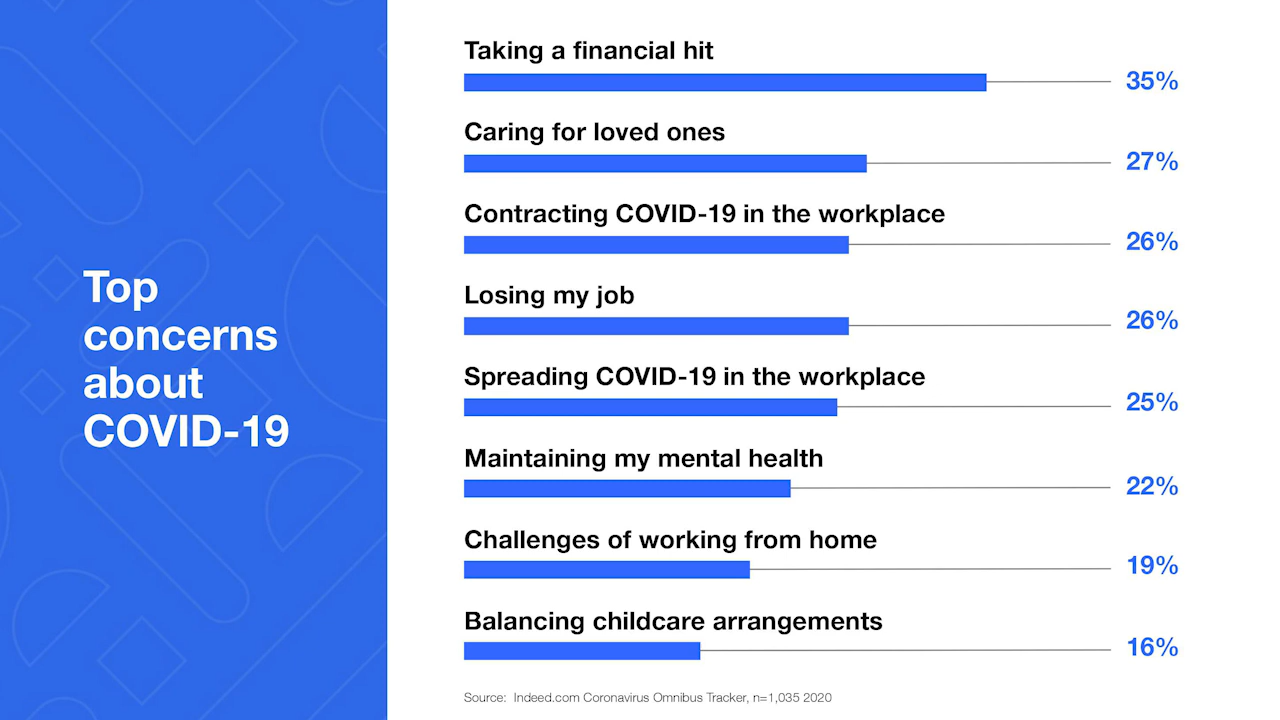 Top
concerns
about
COVID-19
Taking a financial hit
35%
Caring for loved ones
27%
Contracting COVID-19 in the workplace
26%
Losing my job
26%
Spreading COVID-19 in the workplace
25%
Maintaining my mental health
22%
Challenges of working from home
19%
Balancing childcare arrangements
16%
Source: Indeed.com Coronavirus Omnibus Tracker, n=1,035 2020